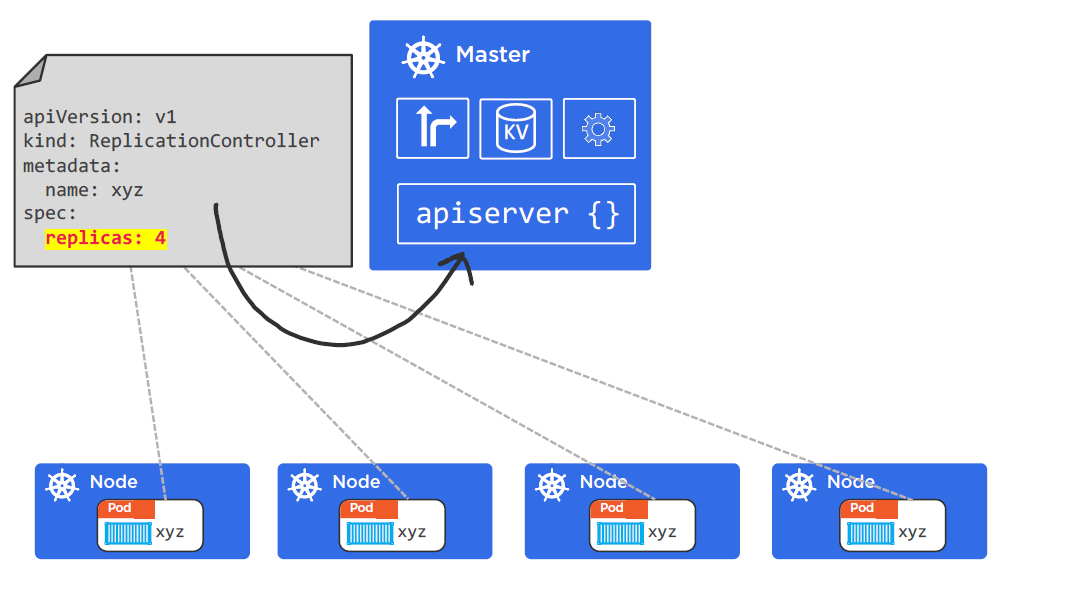 apiVersion: v1
kind: ReplicationController
metadata:
  name: xyz
spec:
  replicas: 4
Master
KV
apiserver {}
Node
Pod
xyz
Node
Pod
xyz
Node
Pod
xyz
Node
Pod
xyz